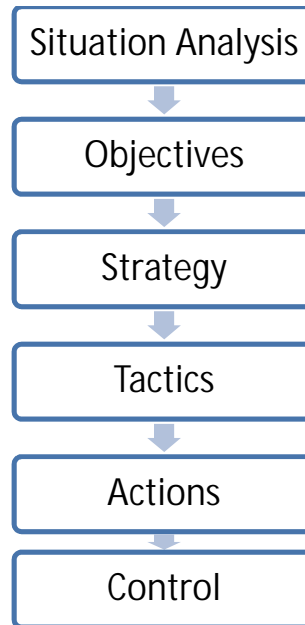 Situation Analysis
Objectives
Strategy
Tactics
Actions
Control